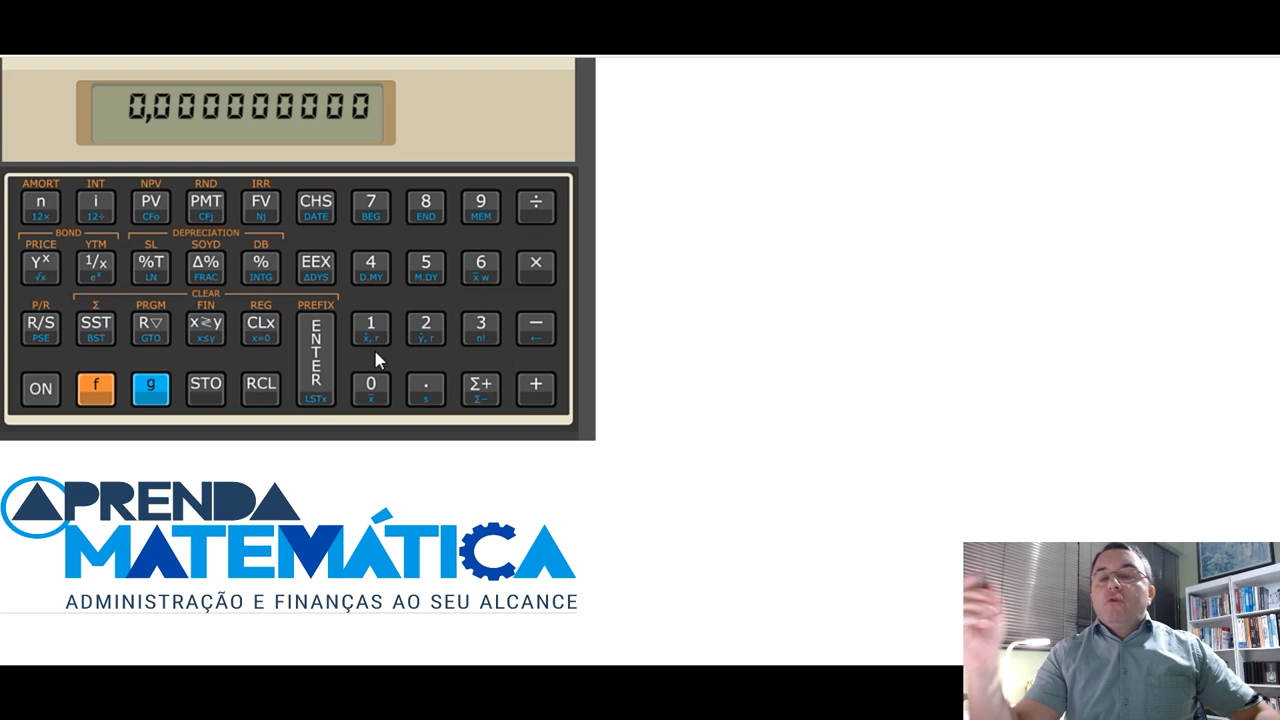 0,000000000
AMORT INT NPV RND IRR
n i PV PMT FV CHS 7 8 9 ÷
12× 12÷ CFo CFj Nj DATE BEG END MEM
BOND DEPRECIATION
PRICE YTM SL SOYD DB
Yˣ 1/x %T Δ% % EEX 4 5 6 ×
√x eˣ LN FRAC INTG ΔDYS D.MY M.DY x̅ w
CLEAR
P/R Σ PRGM FIN REG PREFIX
R/S SST R▽ x≷y CLx ENTER 1 2 3 −
PSE BST GTO x≤y x=0 x̂, r ŷ, r n! ←
ON f g STO RCL 0 . Σ+ +
LSTx x̅ s Σ−
APRENDA
MATEMÁTICA
ADMINISTRAÇÃO E FINANÇAS AO SEU ALCANCE